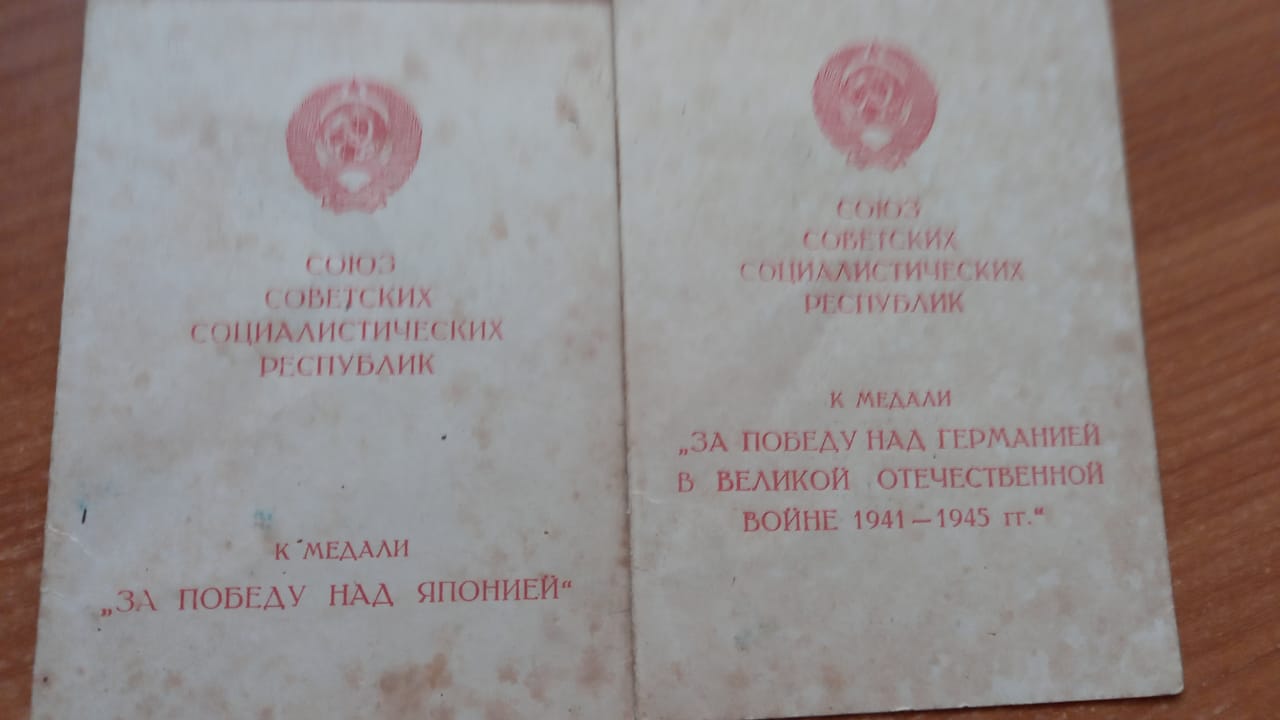 СОЮЗ
СОВЕТСКИХ
СОЦИАЛИСТИЧЕСКИХ
РЕСПУБЛИК
К МЕДАЛИ
„ЗА ПОБЕДУ НАД ЯПОНИЕЙ“
СОЮЗ
СОВЕТСКИХ
СОЦИАЛИСТИЧЕСКИХ
РЕСПУБЛИК
К МЕДАЛИ
„ЗА ПОБЕДУ НАД ГЕРМАНИЕЙ
В ВЕЛИКОЙ ОТЕЧЕСТВЕННОЙ
ВОЙНЕ 1941 — 1945 гг.“